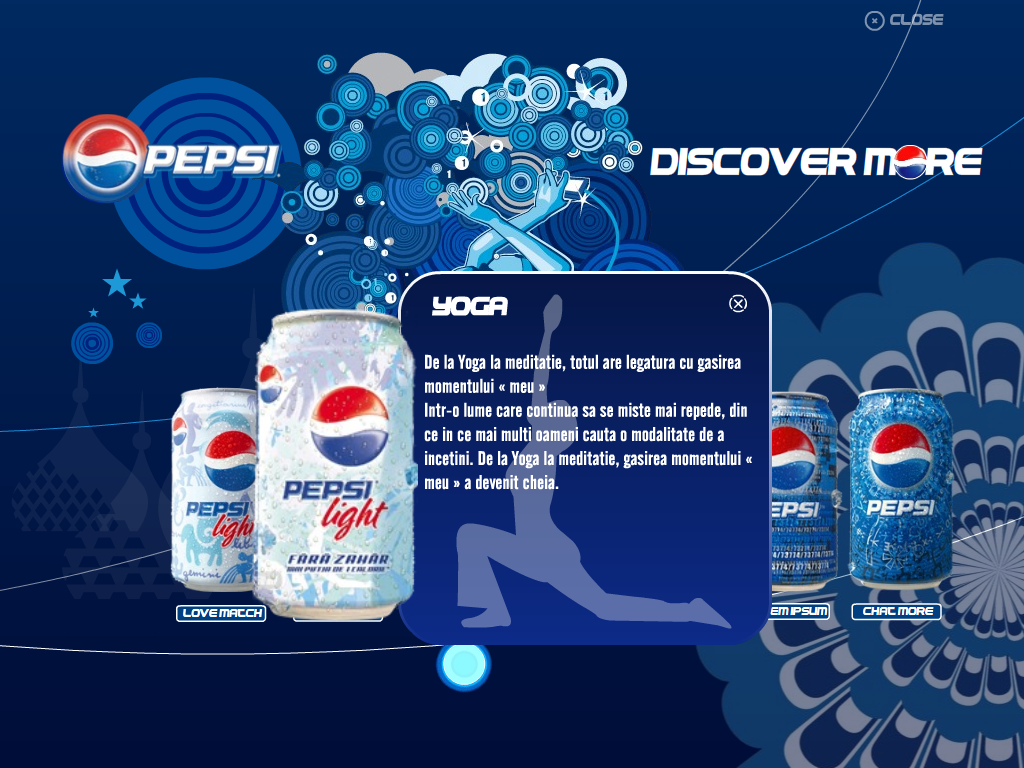 CLOSE
PEPSI
DISCOVER MORE
YOGA
De la Yoga la meditatie, totul are legatura cu gasirea
momentului « meu »
Intr-o lume care continua sa se miste mai repede, din
ce in ce mai multi oameni cauta o modalitate de a
incetini. De la Yoga la meditatie, gasirea momentului «
meu » a devenit cheia.
PEPSI
light
gemini
PEPSI
light
FĂRĂ ZAHĂR
PEPSI
PEPSI
LOVE MATCH
EM IPSUM
CHAT MORE